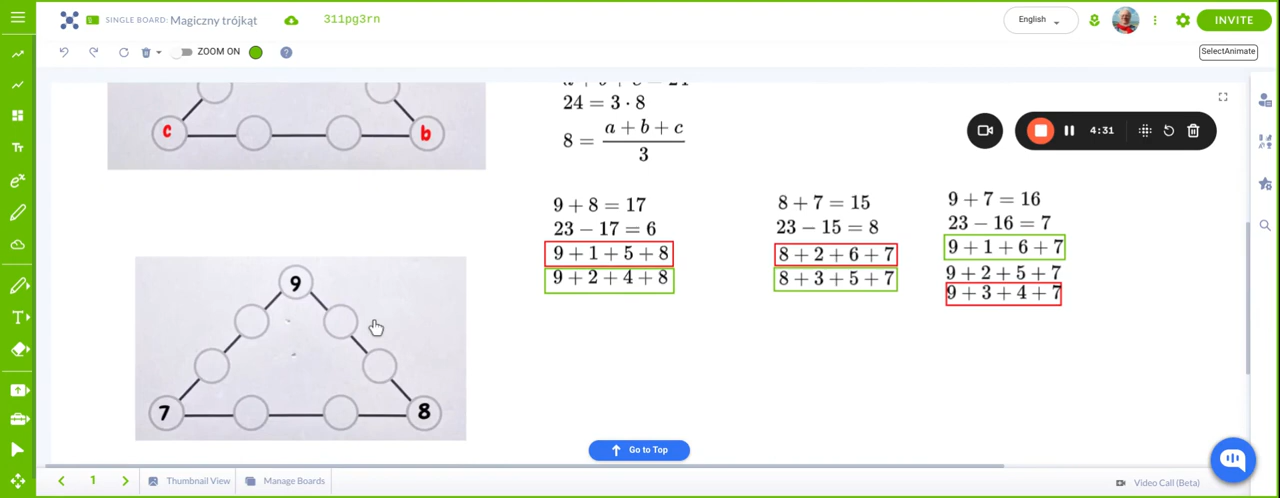 SINGLE BOARD: Magiczny trójkąt
311pg3rn
English
INVITE
ZOOM ON
SelectAnimate
c
b
24 = 3 · 8
8 = (a + b + c) / 3
4:31
9 + 8 = 17
23 − 17 = 6
9 + 1 + 5 + 8
9 + 2 + 4 + 8
8 + 7 = 15
23 − 15 = 8
8 + 2 + 6 + 7
8 + 3 + 5 + 7
9 + 7 = 16
23 − 16 = 7
9 + 1 + 6 + 7
9 + 2 + 5 + 7
9 + 3 + 4 + 7
9
7
8
Go to Top
1
Thumbnail View
Manage Boards
Video Call (Beta)